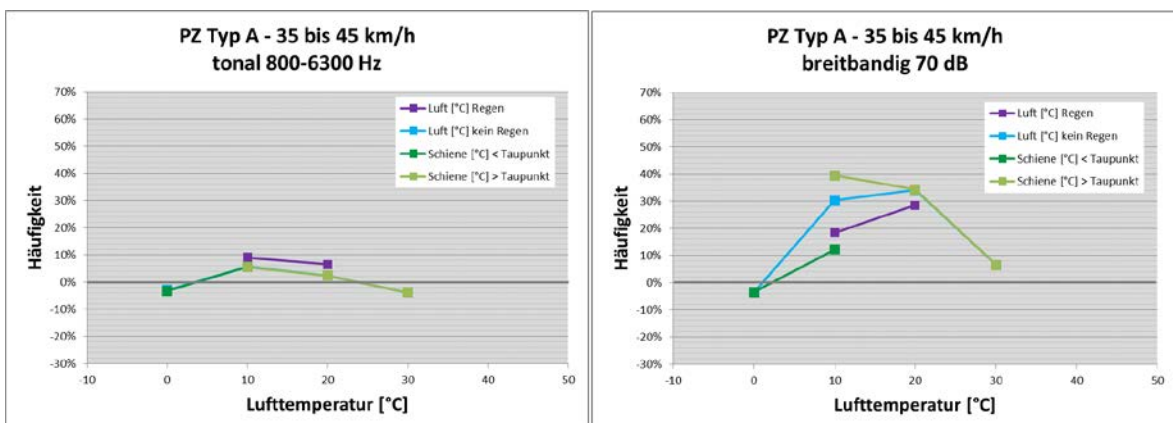 PZ Typ A - 35 bis 45 km/h
tonal 800-6300 Hz
70%
60%
50%
40%
30%
20%
10%
0%
-10%
-20%
-30%
Häufigkeit
Luft [°C] Regen
Luft [°C] kein Regen
Schiene [°C] < Taupunkt
Schiene [°C] > Taupunkt
-10 0 10 20 30 40 50
Lufttemperatur [°C]
PZ Typ A - 35 bis 45 km/h
breitbandig 70 dB
70%
60%
50%
40%
30%
20%
10%
0%
-10%
-20%
-30%
Häufigkeit
Luft [°C] Regen
Luft [°C] kein Regen
Schiene [°C] < Taupunkt
Schiene [°C] > Taupunkt
-10 0 10 20 30 40 50
Lufttemperatur [°C]